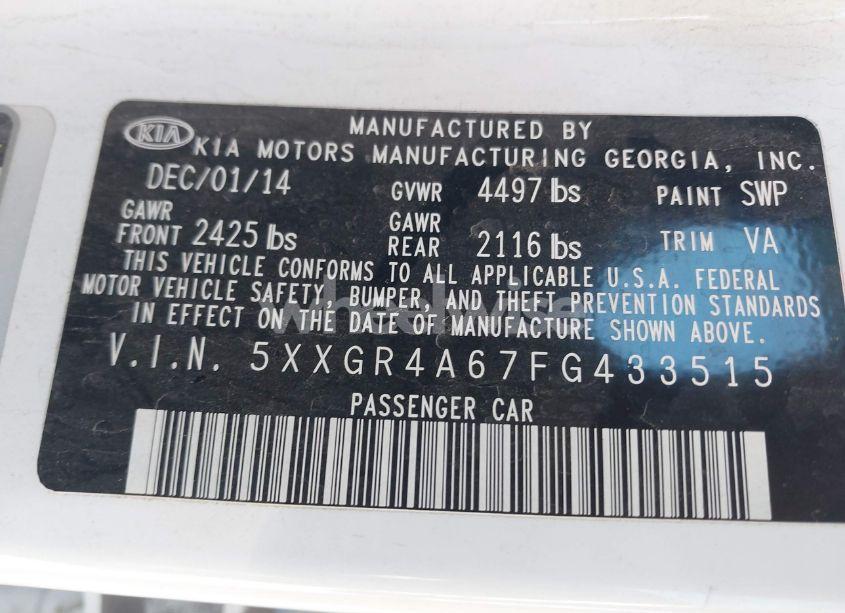 KIA
MANUFACTURED BY
KIA MOTORS MANUFACTURING GEORGIA, INC.
DEC/01/14 GVWR 4497 lbs PAINT SWP
GAWR FRONT 2425 lbs GAWR REAR 2116 lbs TRIM VA
THIS VEHICLE CONFORMS TO ALL APPLICABLE U.S.A. FEDERAL
MOTOR VEHICLE SAFETY, BUMPER, AND THEFT PREVENTION STANDARDS
IN EFFECT ON THE DATE OF MANUFACTURE SHOWN ABOVE.
V.I.N. 5XXGR4A67FG433515
PASSENGER CAR
wheelwise